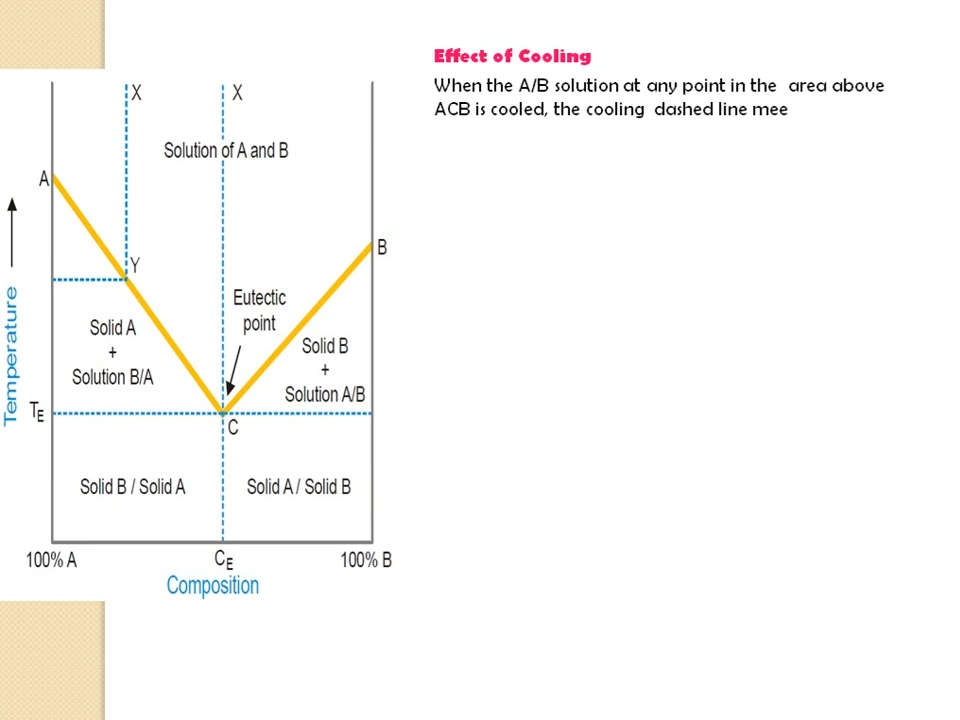 Effect of Cooling
When the A/B solution at any point in the area above
ACB is cooled, the cooling dashed line mee
X
X
Solution of A and B
A
B
Y
Eutectic
point
Solid A
+
Solution B/A
Solid B
+
Solution A/B
Temperature
TE
C
Solid B / Solid A
Solid A / Solid B
100% A
CE
100% B
Composition